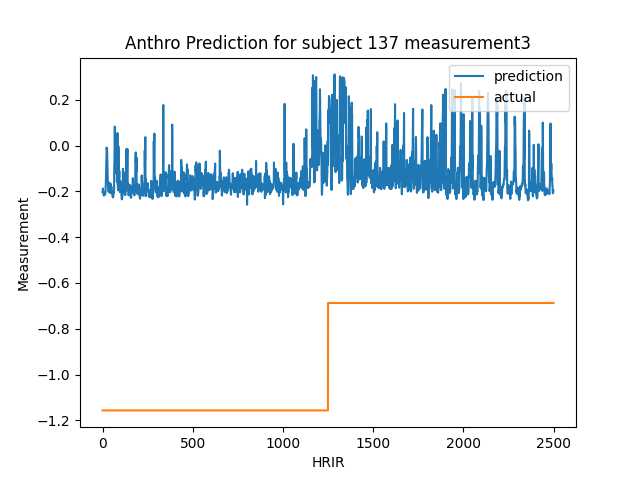 Anthro Prediction for subject 137 measurement3
prediction
actual
0.2
0.0
−0.2
−0.4
−0.6
−0.8
−1.0
−1.2
Measurement
0
500
1000
1500
2000
2500
HRIR